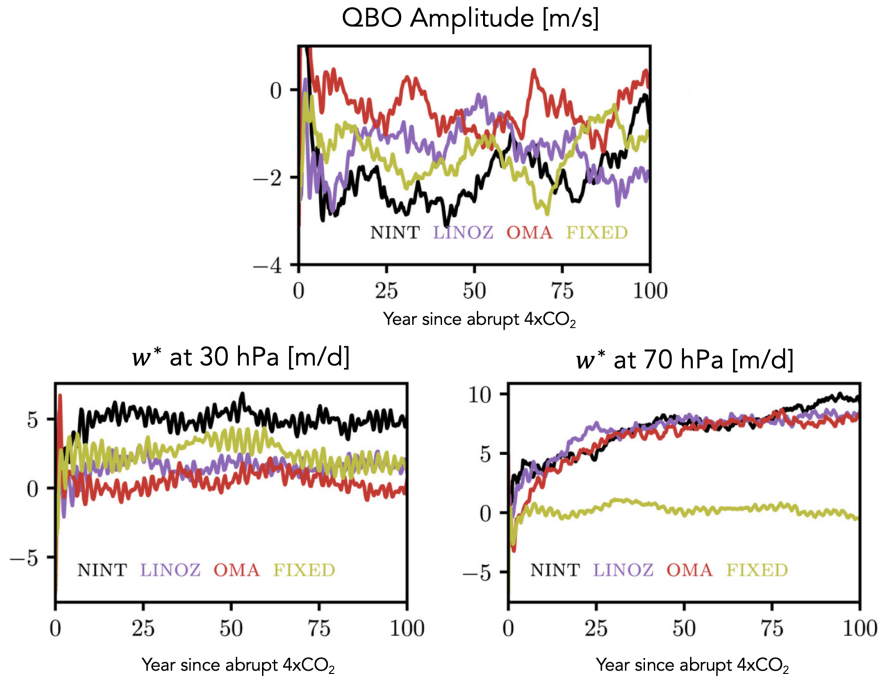 QBO Amplitude [m/s]
0
−2
−4
NINT LINOZ OMA FIXED
0 25 50 75 100
Year since abrupt 4xCO₂
w* at 30 hPa [m/d]
5
0
−5
NINT LINOZ OMA FIXED
0 25 50 75 100
Year since abrupt 4xCO₂
w* at 70 hPa [m/d]
10
5
0
−5
NINT LINOZ OMA FIXED
0 25 50 75 100
Year since abrupt 4xCO₂